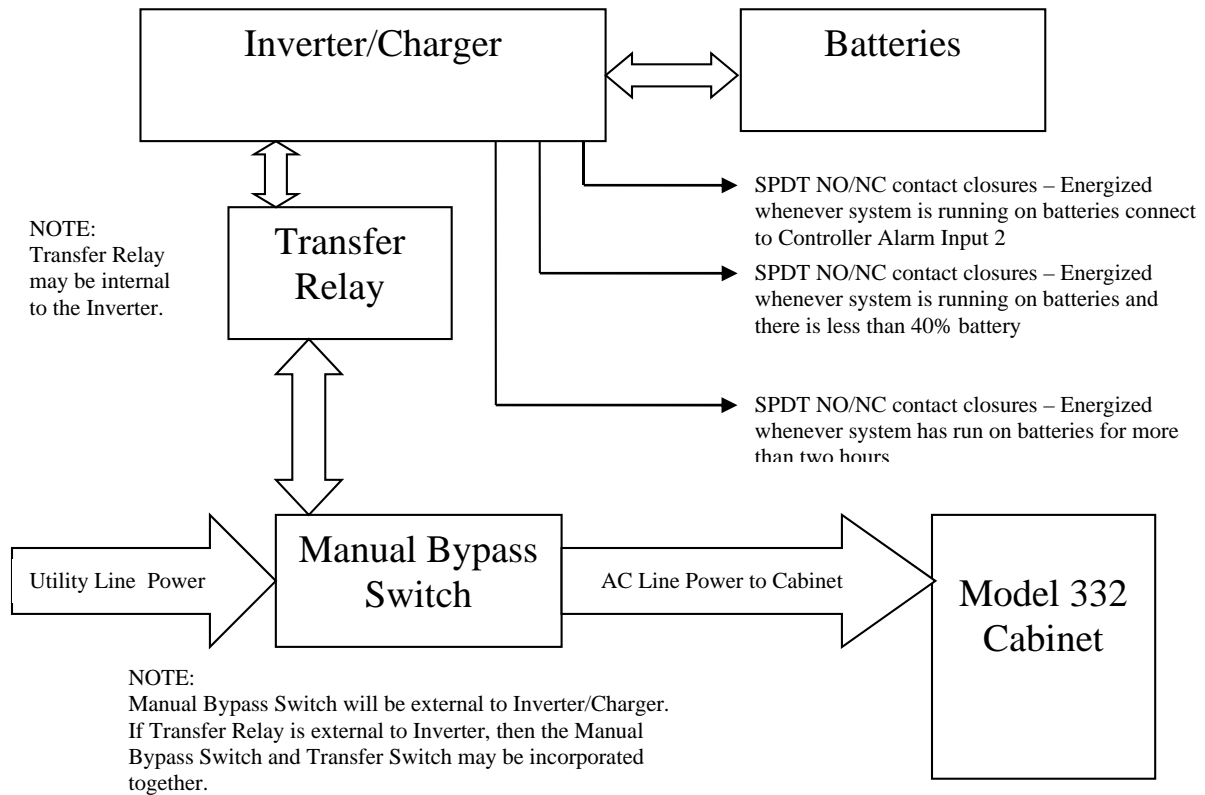 Inverter/Charger
Batteries
SPDT NO/NC contact closures – Energized
whenever system is running on batteries connect
to Controller Alarm Input 2
NOTE:
Transfer Relay
may be internal
to the Inverter.
Transfer
Relay
SPDT NO/NC contact closures – Energized
whenever system is running on batteries and
there is less than 40% battery
SPDT NO/NC contact closures – Energized
whenever system has run on batteries for more
than two hours
Utility Line Power
Manual Bypass
Switch
AC Line Power to Cabinet
Model 332
Cabinet
NOTE:
Manual Bypass Switch will be external to Inverter/Charger.
If Transfer Relay is external to Inverter, then the Manual
Bypass Switch and Transfer Switch may be incorporated
together.